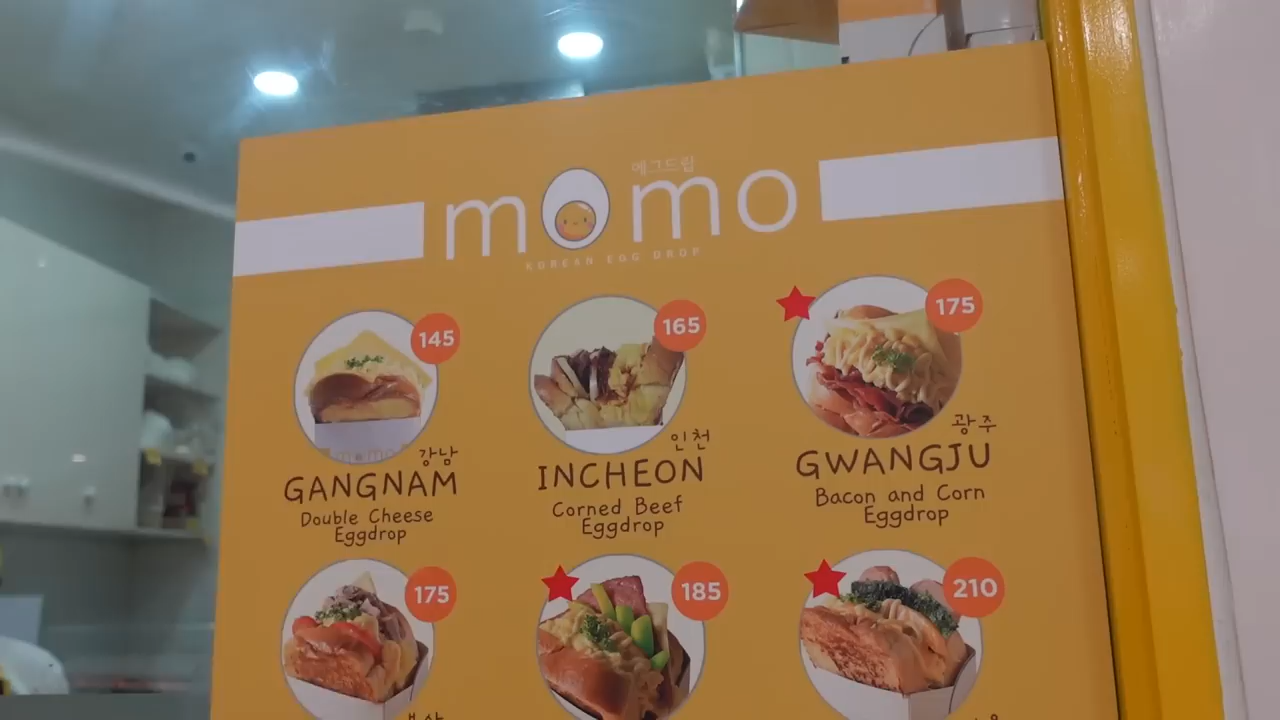 에그드랍
momo
KOREAN EGG DROP
145
165
175
강남
GANGNAM
Double Cheese
Eggdrop
인천
INCHEON
Corned Beef
Eggdrop
광주
GWANGJU
Bacon and Corn
Eggdrop
momo
175
185
210